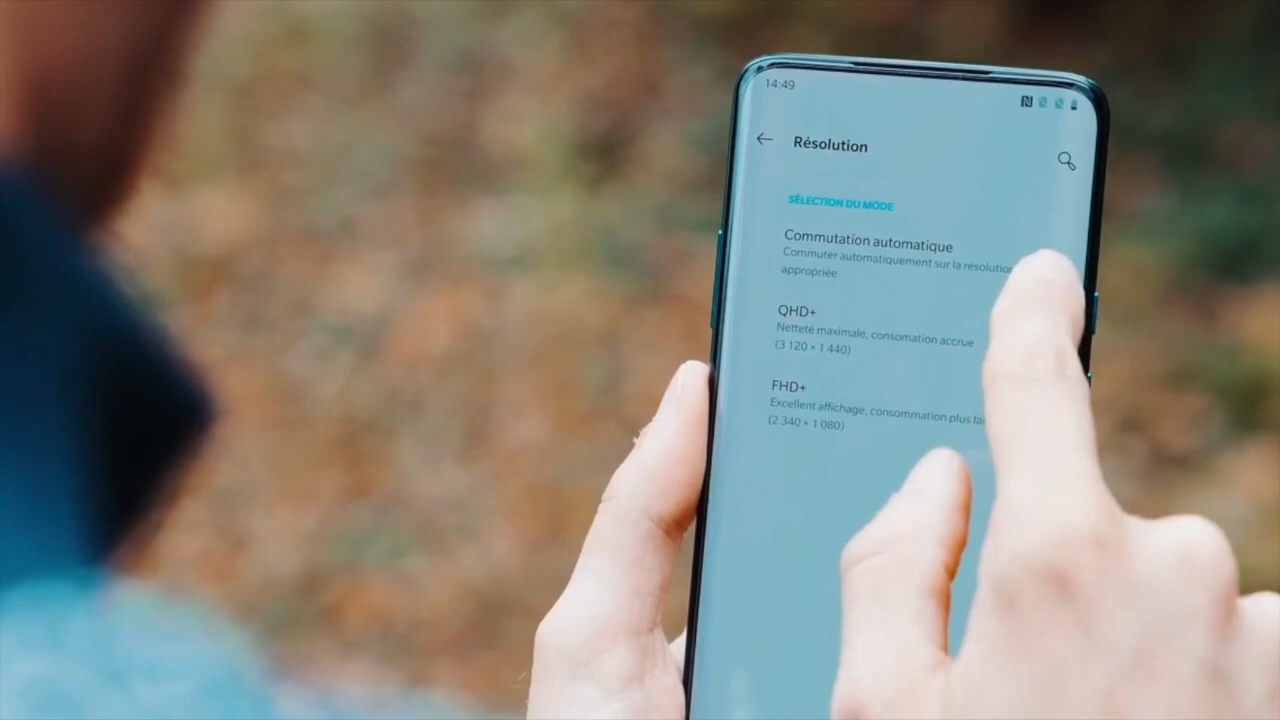 14:49
Résolution
SÉLECTION DU MODE
Commutation automatique
Commuter automatiquement sur la résolution
appropriée
QHD+
Netteté maximale, consomation accrue
(3 120 × 1 440)
FHD+
Excellent affichage, consommation plus
(2 340 × 1 080)